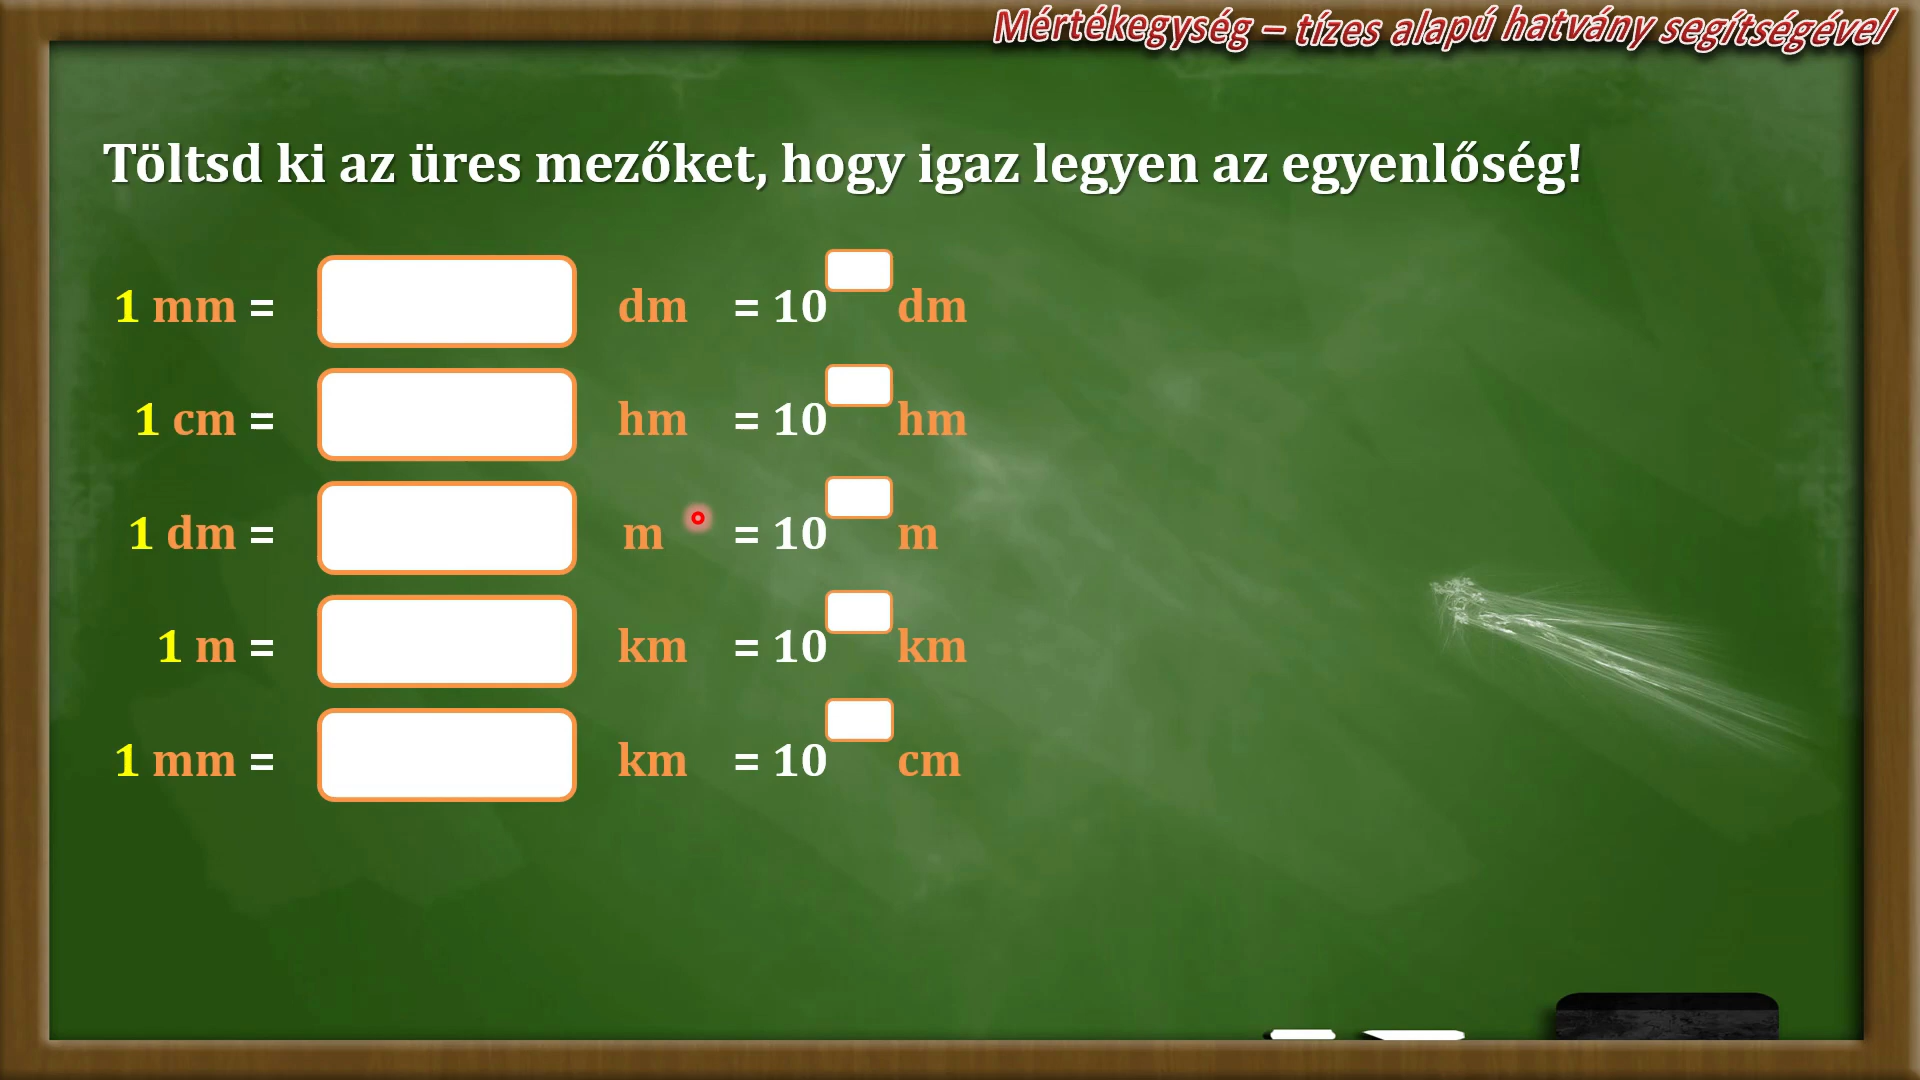 Mértékegység – tízes alapú hatvány segítségével
Töltsd ki az üres mezőket, hogy igaz legyen az egyenlőség!
1 mm = dm = 10 dm
1 cm = hm = 10 hm
1 dm = m = 10 m
1 m = km = 10 km
1 mm = km = 10 cm